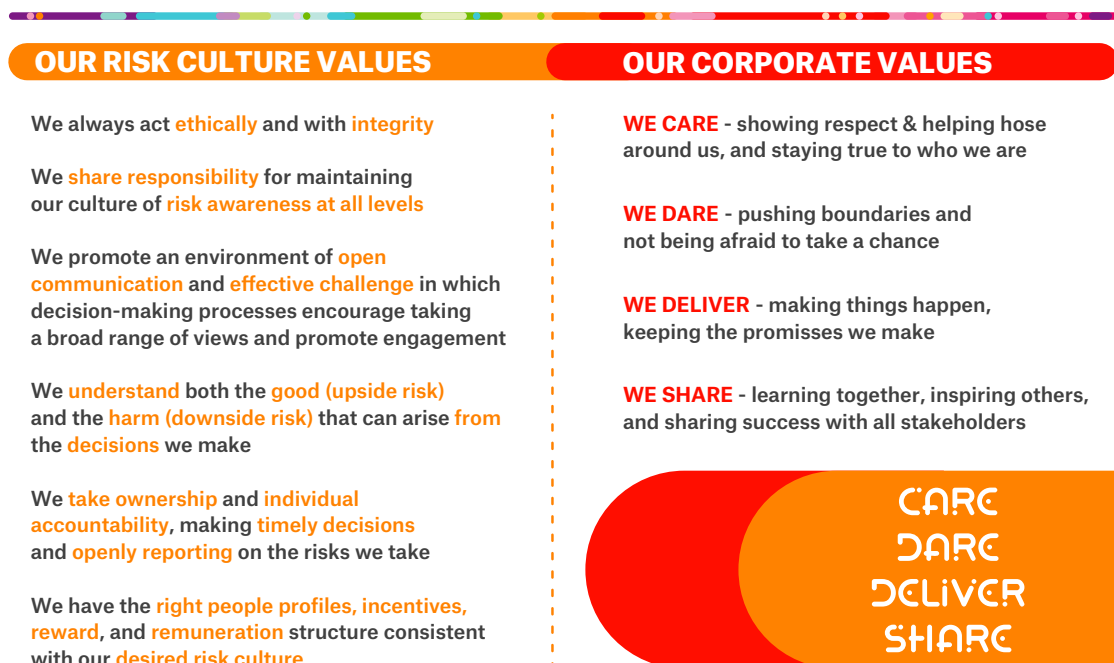 OUR RISK CULTURE VALUES
We always act ethically and with integrity
We share responsibility for maintaining
our culture of risk awareness at all levels
We promote an environment of open
communication and effective challenge in which
decision-making processes encourage taking
a broad range of views and promote engagement
We understand both the good (upside risk)
and the harm (downside risk) that can arise from
the decisions we make
We take ownership and individual
accountability, making timely decisions
and openly reporting on the risks we take
We have the right people profiles, incentives,
reward, and remuneration structure consistent
with our desired risk culture
OUR CORPORATE VALUES
WE CARE - showing respect & helping hose
around us, and staying true to who we are
WE DARE - pushing boundaries and
not being afraid to take a chance
WE DELIVER - making things happen,
keeping the promisses we make
WE SHARE - learning together, inspiring others,
and sharing success with all stakeholders
CARE
DARE
DELIVER
SHARE